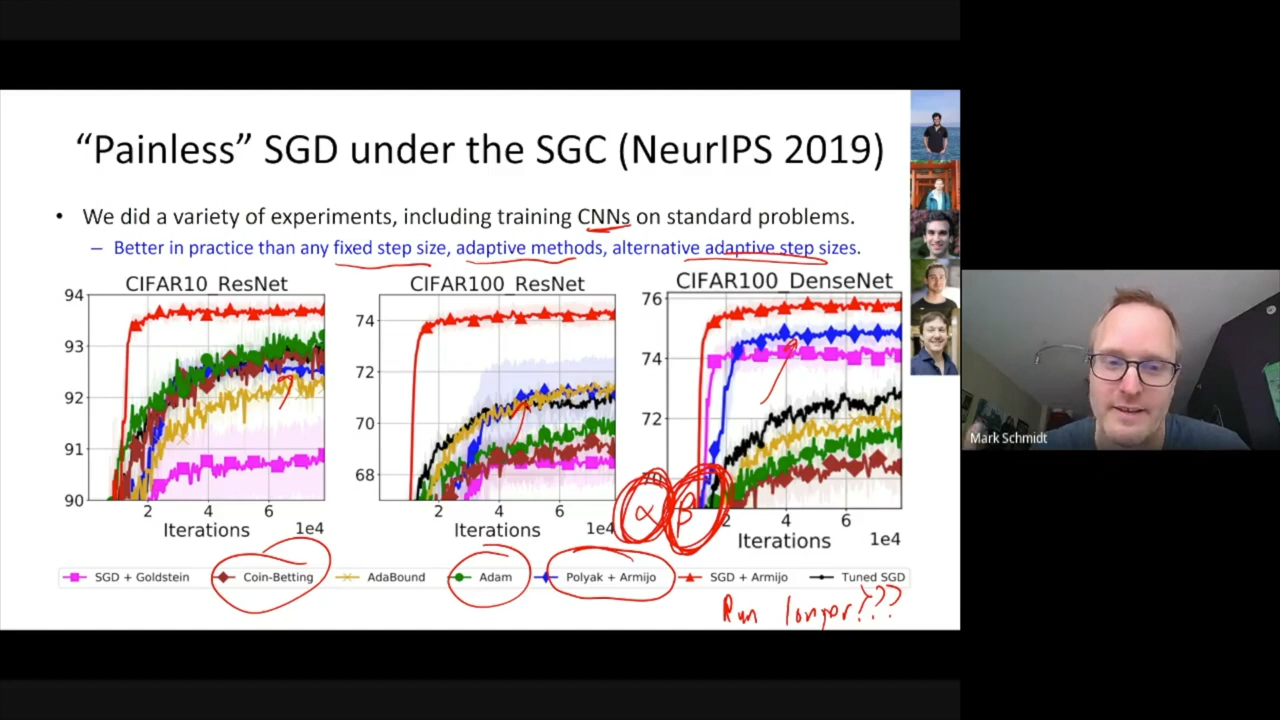 “Painless” SGD under the SGC (NeurIPS 2019)
• We did a variety of experiments, including training CNNs on standard problems.
– Better in practice than any fixed step size, adaptive methods, alternative adaptive step sizes.
CIFAR10_ResNet
94
93
92
91
90
2 4 6
1e4
Iterations
CIFAR100_ResNet
74
72
70
68
2 4 6
1e4
Iterations
CIFAR100_DenseNet
76
74
72
70
2 4 6
1e4
Iterations
α β
SGD + Goldstein Coin-Betting AdaBound Adam Polyak + Armijo SGD + Armijo Tuned SGD
Run longer???
Mark Schmidt